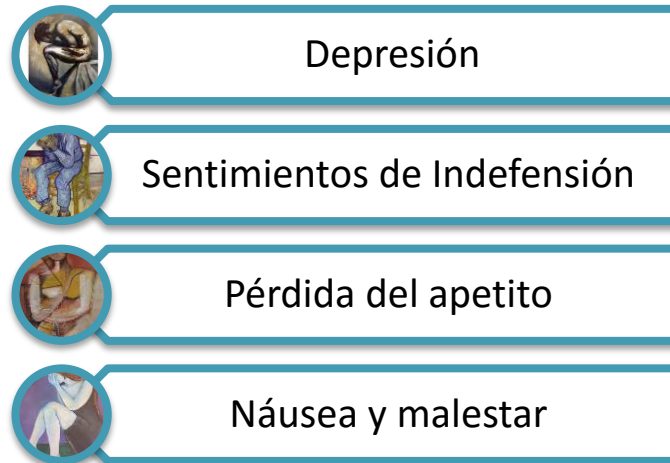 Depresión
Sentimientos de Indefensión
Pérdida del apetito
Náusea y malestar